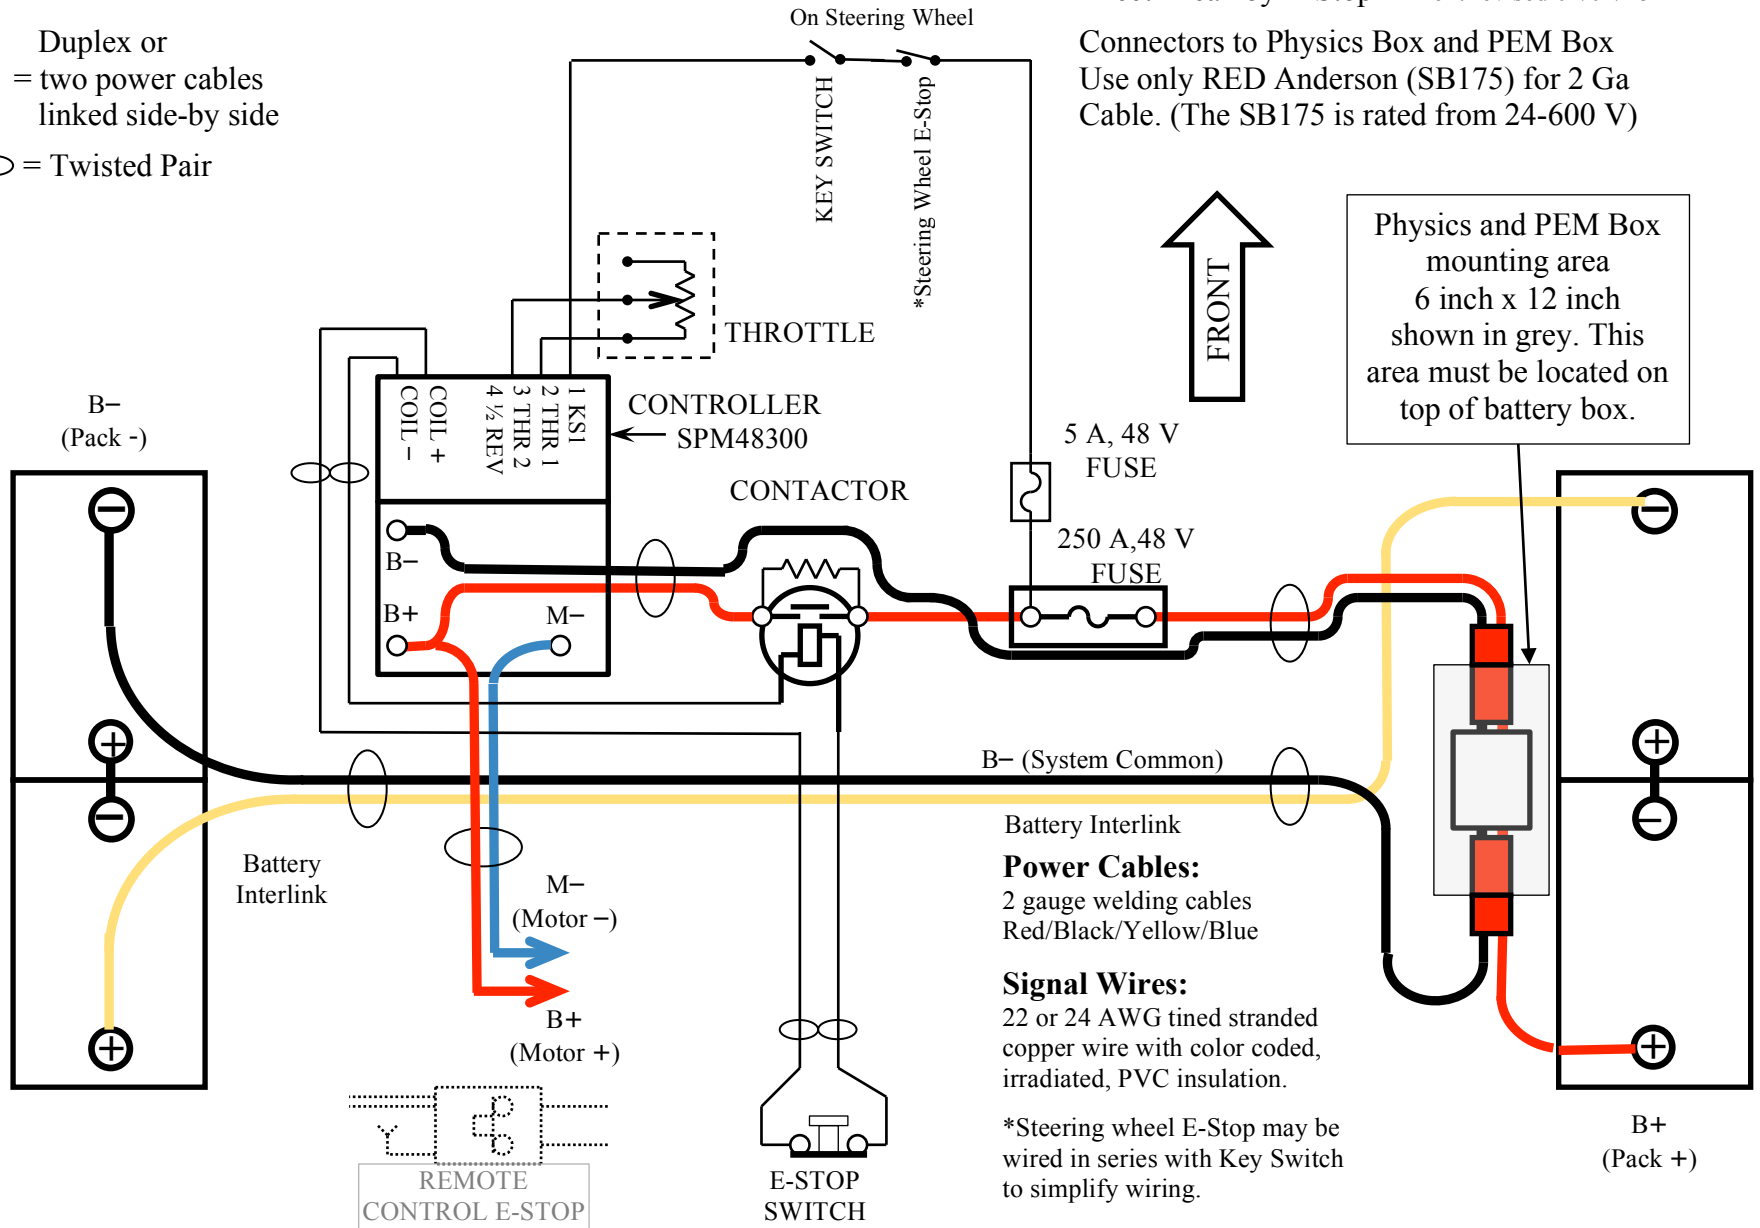 On Steering Wheel
Duplex or
= two power cables
linked side-by side
= Twisted Pair
Connectors to Physics Box and PEM Box
Use only RED Anderson (SB175) for 2 Ga
Cable. (The SB175 is rated from 24-600 V)
KEY SWITCH
*Steering Wheel E-Stop
FRONT
Physics and PEM Box
mounting area
6 inch x 12 inch
shown in grey. This
area must be located on
top of battery box.
THROTTLE
B−
(Pack -)
COIL −
COIL +
4 ½ REV
3 THR 2
2 THR 1
1 KS1
CONTROLLER
SPM48300
5 A, 48 V
FUSE
CONTACTOR
250 A,48 V
FUSE
B−
B+
M−
B− (System Common)
Battery Interlink
Battery
Interlink
M−
(Motor −)
B+
(Motor +)
Power Cables:
2 gauge welding cables
Red/Black/Yellow/Blue
Signal Wires:
22 or 24 AWG tined stranded
copper wire with color coded,
irradiated, PVC insulation.
*Steering wheel E-Stop may be
wired in series with Key Switch
to simplify wiring.
B+
(Pack +)
REMOTE
CONTROL E-STOP
E-STOP
SWITCH